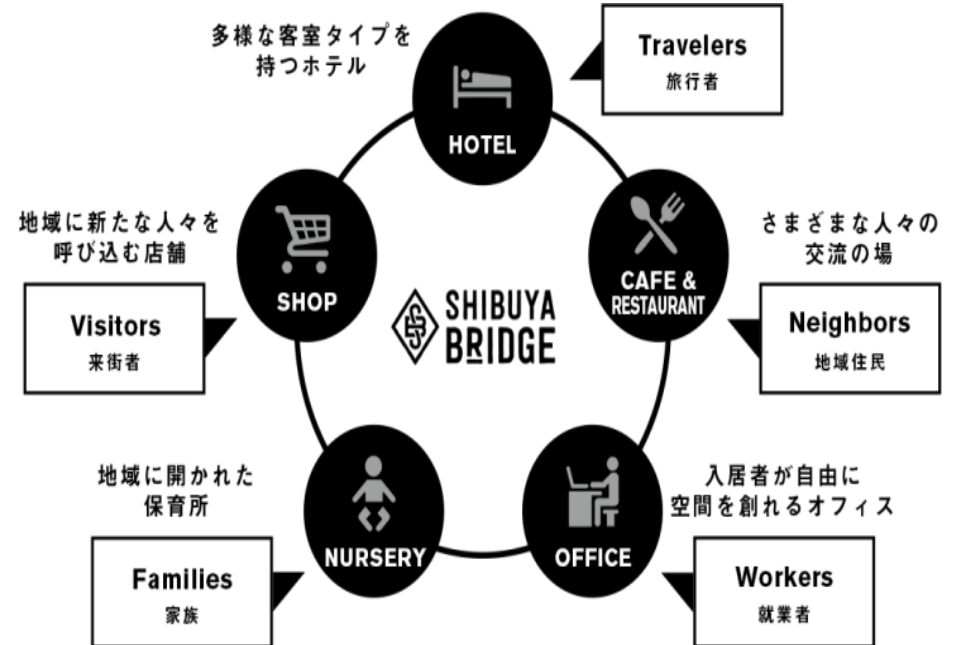 多様な客室タイプを
持つホテル
HOTEL
Travelers
旅行者
地域に新たな人々を
呼び込む店舗
SHOP
Visitors
来街者
さまざまな人々の
交流の場
CAFE &
RESTAURANT
Neighbors
地域住民
SHIBUYA
BRIDGE
地域に開かれた
保育所
NURSERY
Families
家族
入居者が自由に
空間を創れるオフィス
OFFICE
Workers
就業者